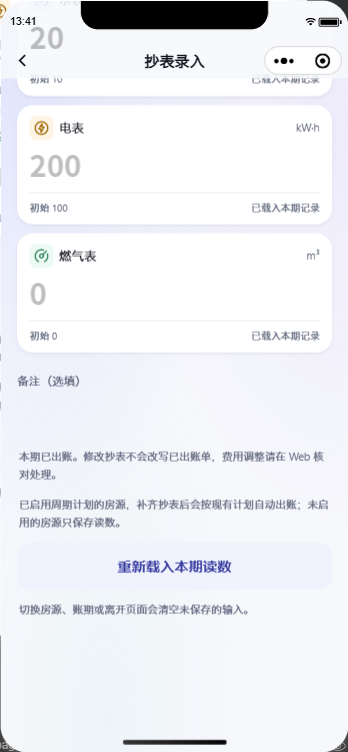 13:41
20
抄表录入
初始 10
已载入本期记录
电表
kW·h
200
初始 100
已载入本期记录
燃气表
m³
0
初始 0
已载入本期记录
备注（选填）
本期已出账。修改抄表不会改写已出账单，费用调整请在 Web 核
对处理。
已启用周期计划的房源，补齐抄表后会按现有计划自动出账；未启
用的房源只保存读数。
重新载入本期读数
切换房源、账期或离开页面会清空未保存的输入。